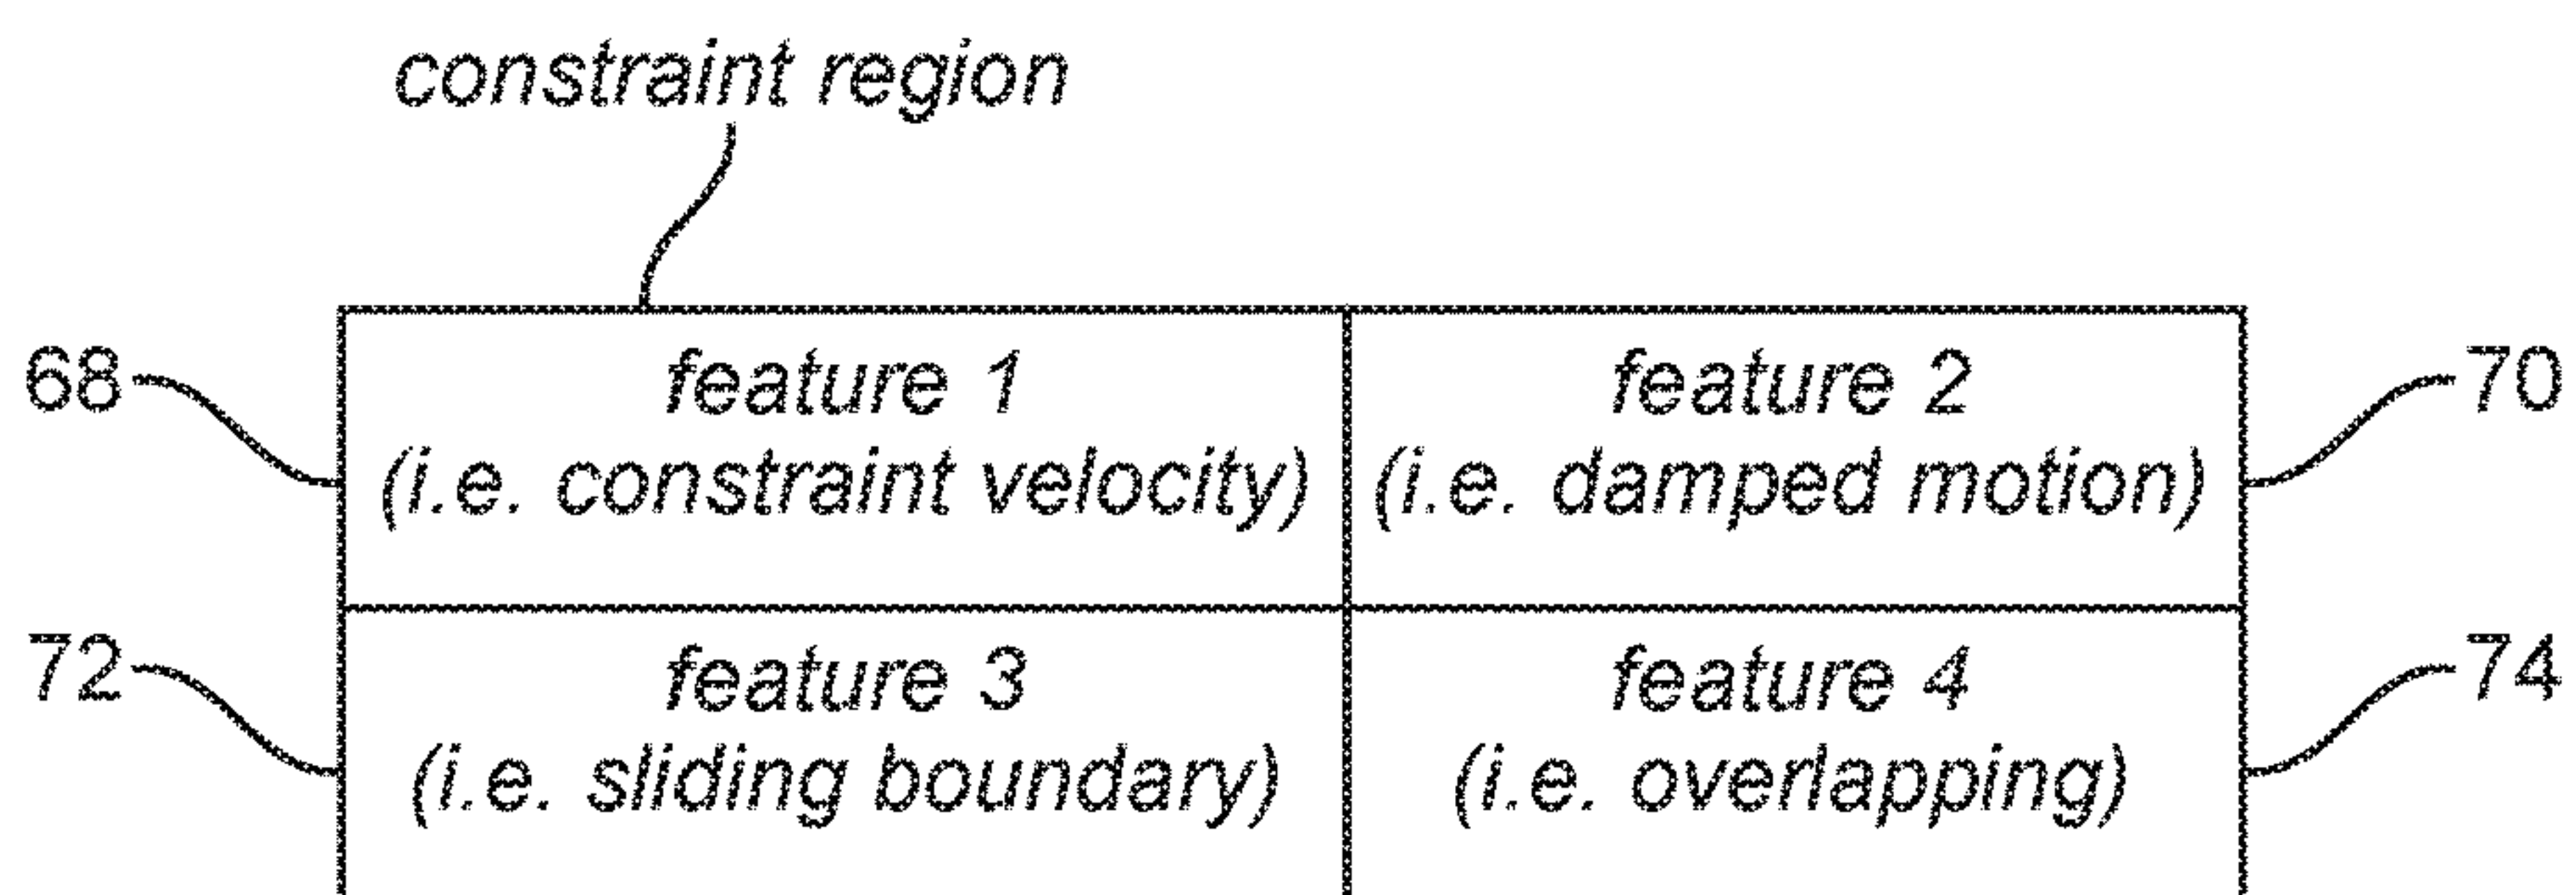 constraint region
68
feature 1
(i.e. constraint velocity)
feature 2
(i.e. damped motion)
70
72
feature 3
(i.e. sliding boundary)
feature 4
(i.e. overlapping)
74